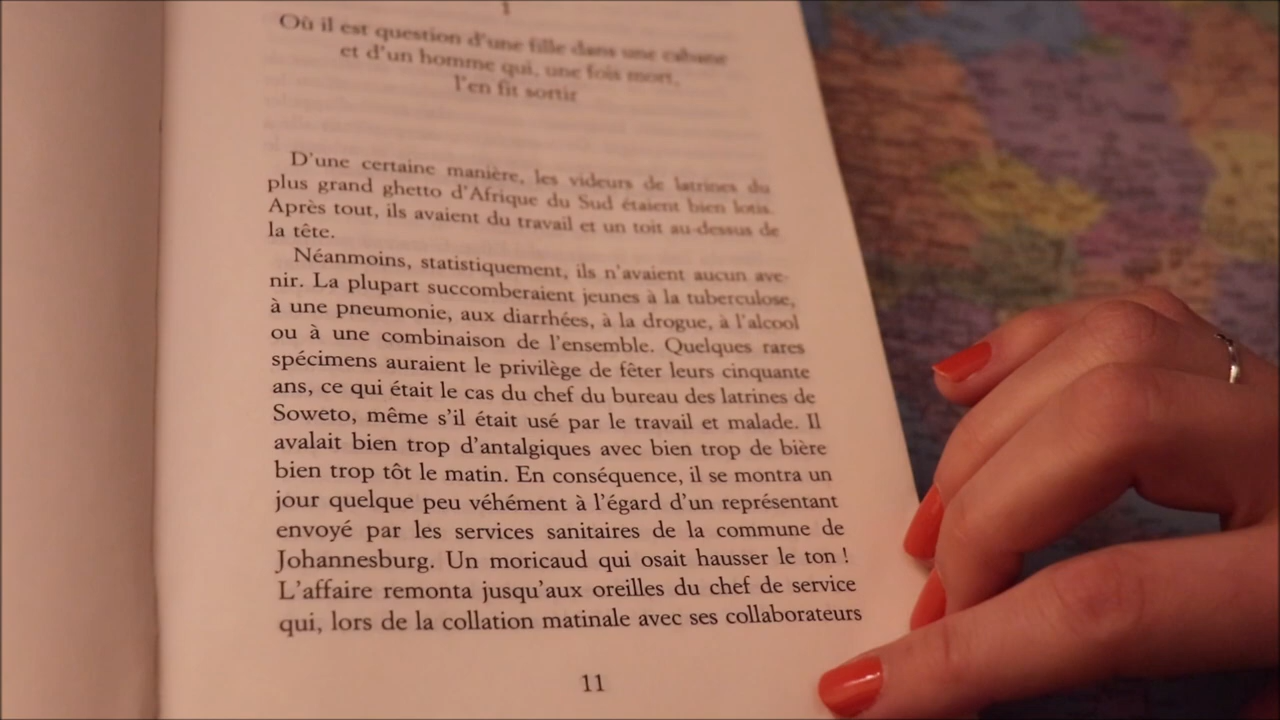 1
Où il est question d'une fille dans une cabane
et d'un homme qui, une fois mort,
l'en fit sortir
D'une certaine manière, les videurs de latrines du
plus grand ghetto d'Afrique du Sud étaient bien lotis.
Après tout, ils avaient du travail et un toit au-dessus de
la tête.
Néanmoins, statistiquement, ils n'avaient aucun ave-
nir. La plupart succomberaient jeunes à la tuberculose,
à une pneumonie, aux diarrhées, à la drogue, à l'alcool
ou à une combinaison de l'ensemble. Quelques rares
spécimens auraient le privilège de fêter leurs cinquante
ans, ce qui était le cas du chef du bureau des latrines de
Soweto, même s'il était usé par le travail et malade. Il
avalait bien trop d'antalgiques avec bien trop de bière
bien trop tôt le matin. En conséquence, il se montra un
jour quelque peu véhément à l'égard d'un représentant
envoyé par les services sanitaires de la commune de
Johannesburg. Un moricaud qui osait hausser le ton !
L'affaire remonta jusqu'aux oreilles du chef de service
qui, lors de la collation matinale avec ses collaborateurs
11